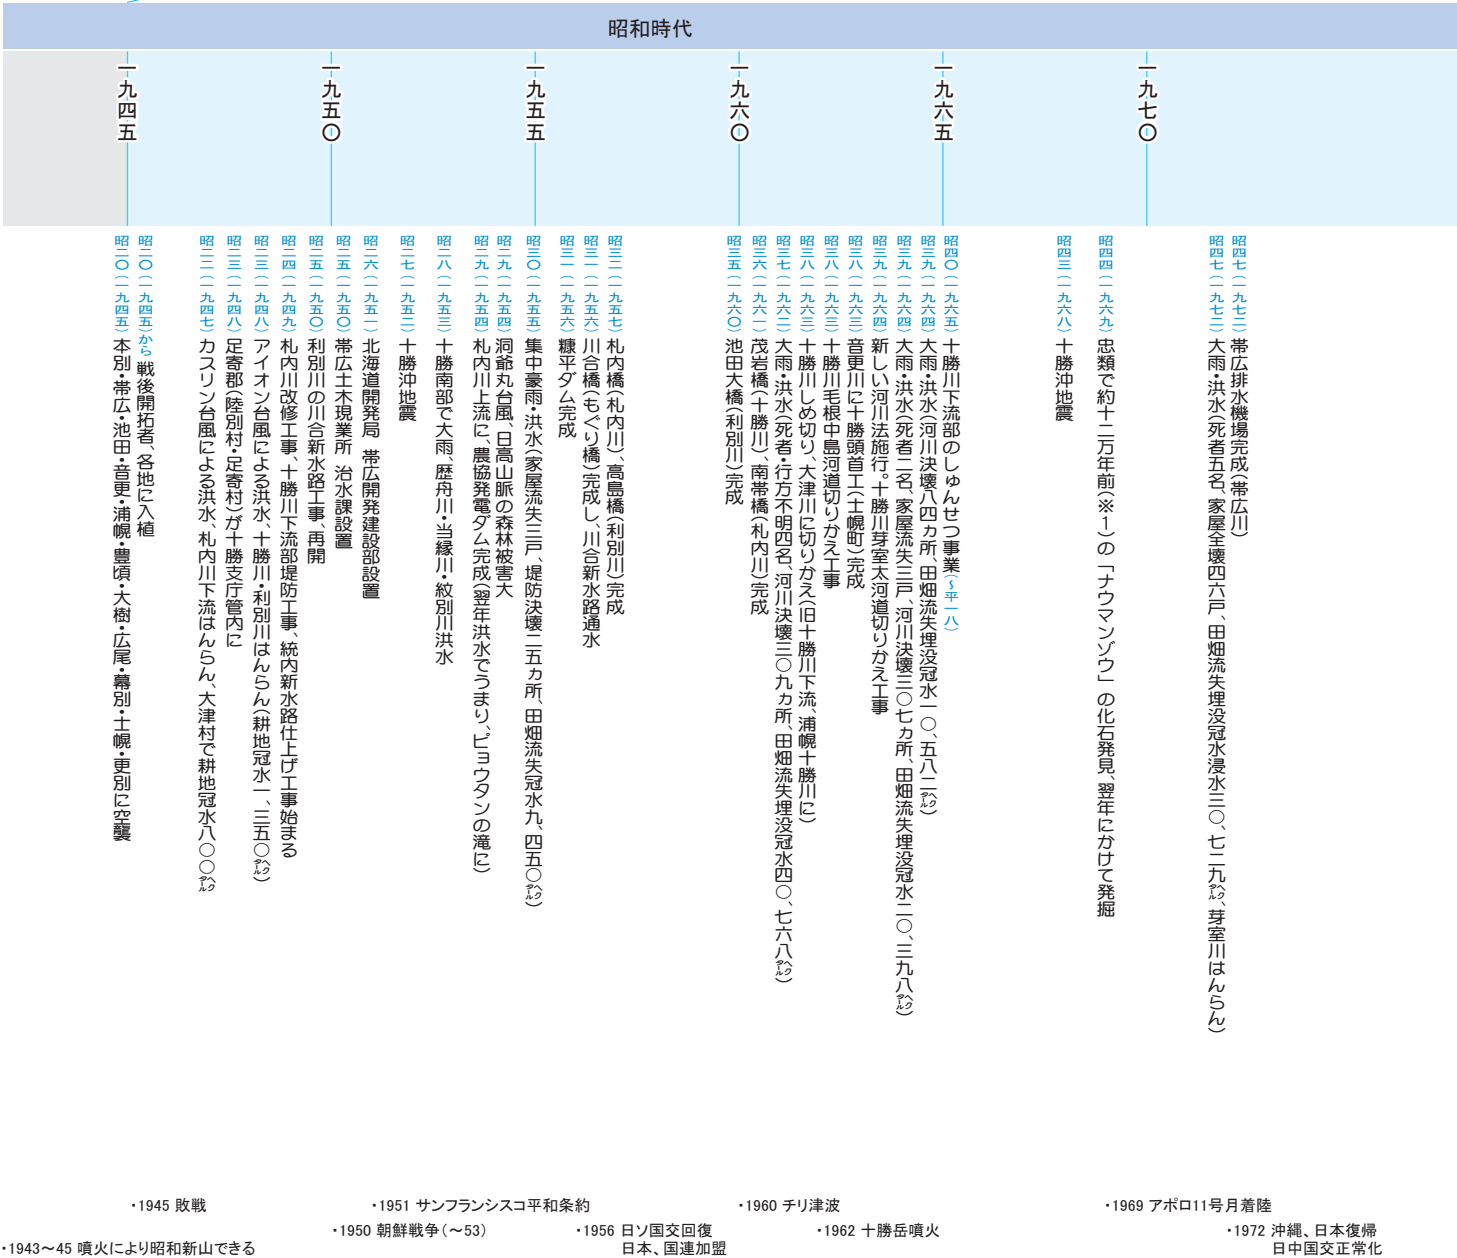 昭和時代
一九四五
一九五〇
一九五五
一九六〇
一九六五
一九七〇
昭二〇（一九四五）本別・帯広・池田・音更・浦幌・豊頃・大樹・広尾・幕別・士幌・更別に空襲
昭二〇（一九四五）から 戦後開拓者、各地に入植
昭二二（一九四七）カスリン台風による洪水、札内川下流はんらん、大津村で耕地冠水八〇〇㌶
昭二三（一九四八）足寄郡（陸別村・足寄村）が十勝支庁管内に
昭二三（一九四八）アイオン台風による洪水、十勝川・利別川はんらん（耕地冠水一、三五〇㌶）
昭二四（一九四九）札内川改修工事、十勝川下流部堤防工事、統内新水路仕上げ工事始まる
昭二五（一九五〇）利別川の川合新水路工事、再開
昭二五（一九五〇）帯広土木現業所 治水課設置
昭二六（一九五一）北海道開発局 帯広開発建設部設置
昭二七（一九五二）十勝沖地震
昭二八（一九五三）十勝南部で大雨、歴舟川・当縁川・紋別川洪水
昭二九（一九五四）札内川上流に、農協発電ダム完成（翌年洪水でうまり、ピョウタンの滝に）
昭二九（一九五四）洞爺丸台風、日高山脈の森林被害大
昭三〇（一九五五）集中豪雨・洪水（家屋流失三戸、堤防決壊二五カ所、田畑流失冠水九、四五〇㌶）
昭三一（一九五六）糠平ダム完成
昭三一（一九五六）川合橋（もぐり橋）完成し、川合新水路通水
昭三二（一九五七）札内橋（札内川）、高島橋（利別川）完成
昭三五（一九六〇）池田大橋（利別川）完成
昭三六（一九六一）茂岩橋（十勝川）、南帯橋（札内川）完成
昭三七（一九六二）大雨・洪水（死者・行方不明四名、河川決壊三〇九ヵ所、田畑流失埋没冠水四〇、七六八㌶）
昭三八（一九六三）十勝川しめ切り、大津川に切りかえ（旧十勝川下流、浦幌十勝川に）
昭三八（一九六三）十勝川毛根中島河道切りかえ工事
昭三八（一九六三）音更川に十勝頭首工（士幌町）完成
昭三九（一九六四）新しい河川法施行。十勝川芽室太河道切りかえ工事
昭三九（一九六四）大雨・洪水（死者二名、家屋流失三戸、河川決壊三〇七ヵ所、田畑流失埋没冠水二〇、三九八㌶）
昭三九（一九六四）大雨・洪水（河川決壊八四ヵ所、田畑流失埋没冠水一〇、五八二㌶）
昭四〇（一九六五）十勝川下流部のしゅんせつ事業（～平一八）
昭四三（一九六八）十勝沖地震
昭四四（一九六九）忠類で約十二万年前（※1）の「ナウマンゾウ」の化石発見、翌年にかけて発掘
昭四七（一九七二）大雨・洪水（死者五名、家屋全壊四六戸、田畑流失埋没冠水浸水三〇、七二九㌶、芽室川はんらん）
昭四七（一九七二）帯広排水機場完成（帯広川）
・1945 敗戦
・1951 サンフランシスコ平和条約
・1960 チリ津波
・1969 アポロ11号月着陸
・1950 朝鮮戦争（～53）
・1956 日ソ国交回復
日本、国連加盟
・1962 十勝岳噴火
・1972 沖縄、日本復帰
日中国交正常化
・1943～45 噴火により昭和新山できる